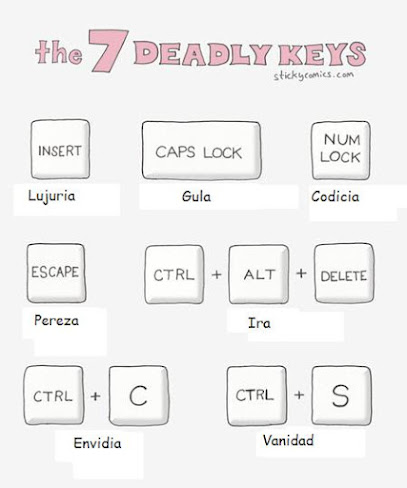 the 7 DEADLY KEYS
stickycomics.com
INSERT
Lujuria
CAPS LOCK
Gula
NUM
LOCK
Codicia
ESCAPE
Pereza
CTRL + ALT + DELETE
Ira
CTRL + C
Envidia
CTRL + S
Vanidad